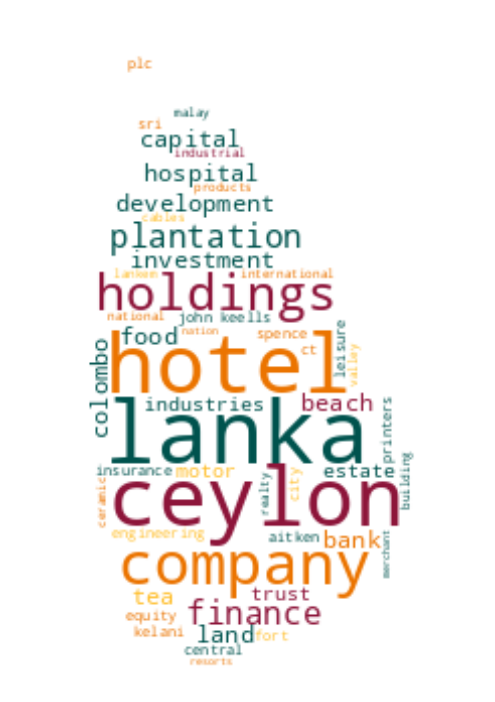 plc
malay
sri
capital
industrial
hospital
products
development
cables
plantation
investment
lankem international
holdings
national john keells
nation
food spence
hotel
ct
leisure
valley
colombo
lanka
industries beach
printers
insurance motor estate
ceylon
ceramic
realty
city
building
engineering aitken bank
merchant
company
tea trust
equity finance
kelani land fort
central
resorts